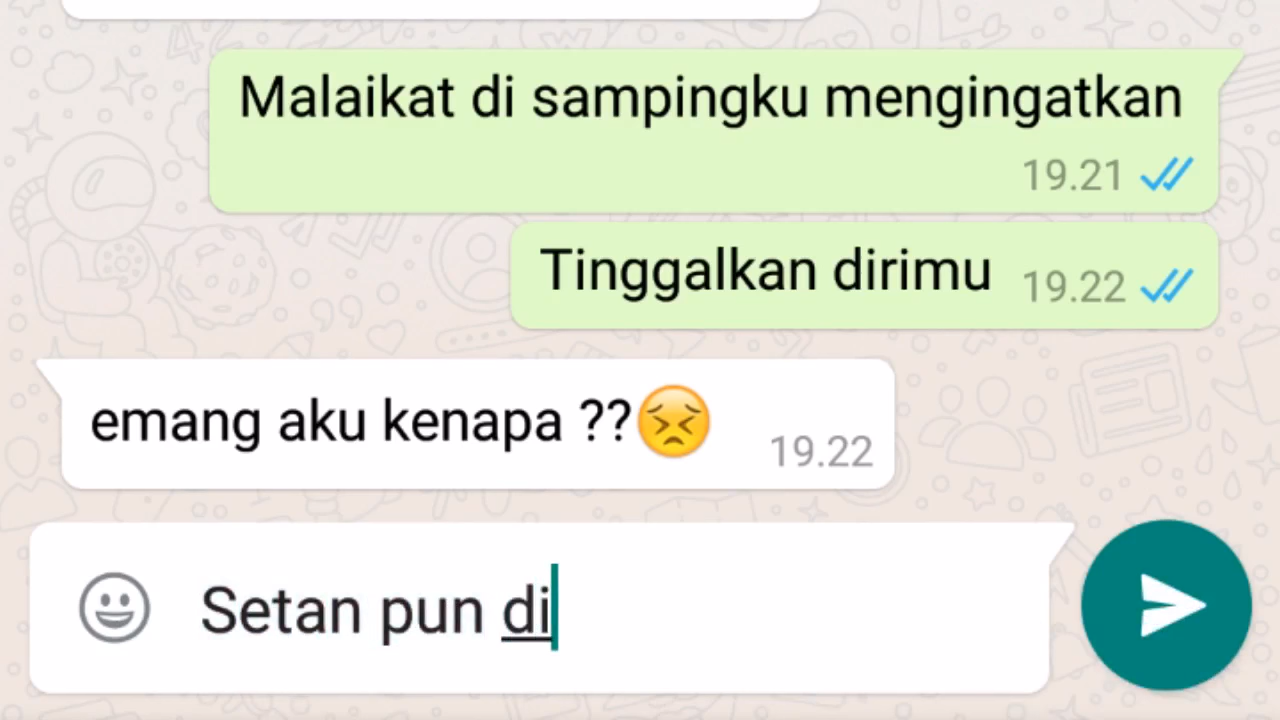 Malaikat di sampingku mengingatkan
19.21
Tinggalkan dirimu 19.22
emang aku kenapa ??😣 19.22
Setan pun di